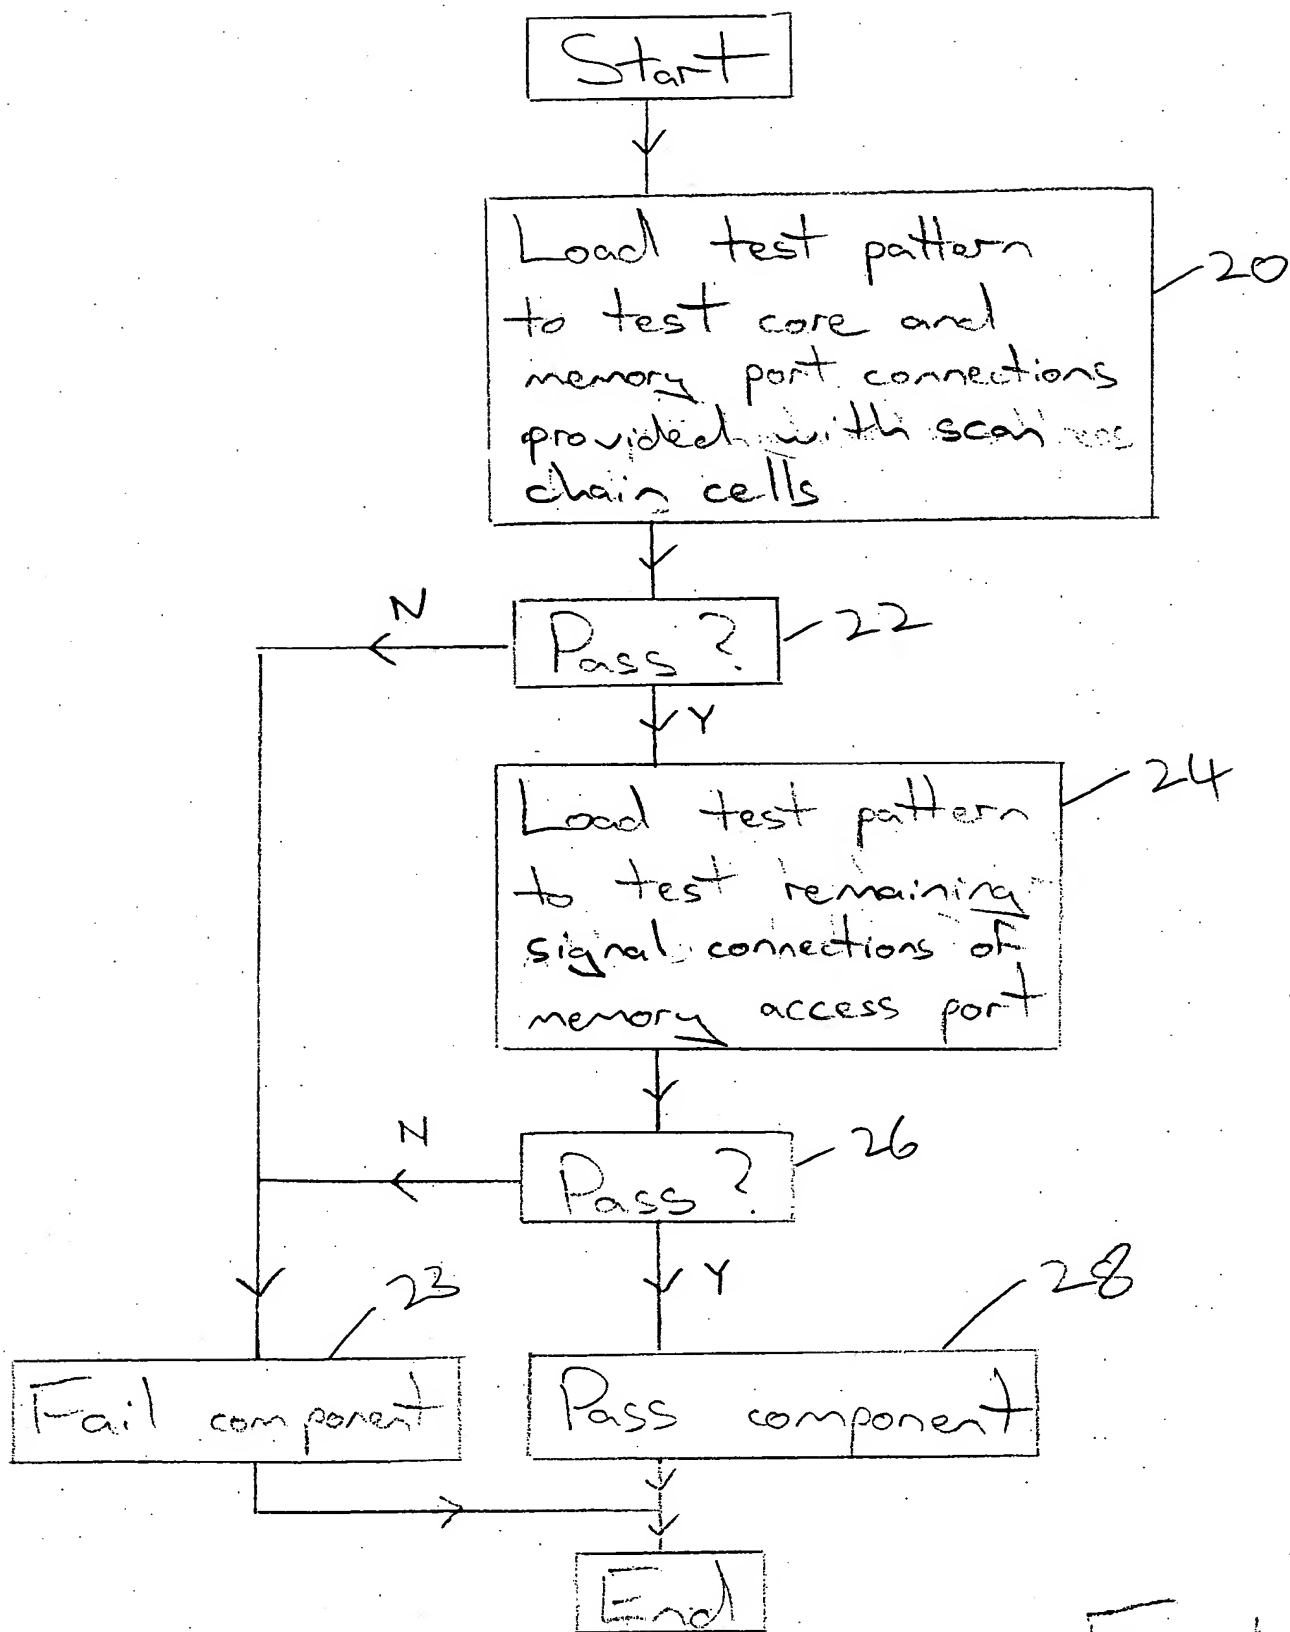 Start
Load test pattern
to test core and
memory port connections
provided with scan
chain cells
20
Pass?
22
N
Y
Load test pattern
to test remaining
signal connections of
memory access port
24
Pass?
26
N
Y
23
28
Fail component
Pass component
End